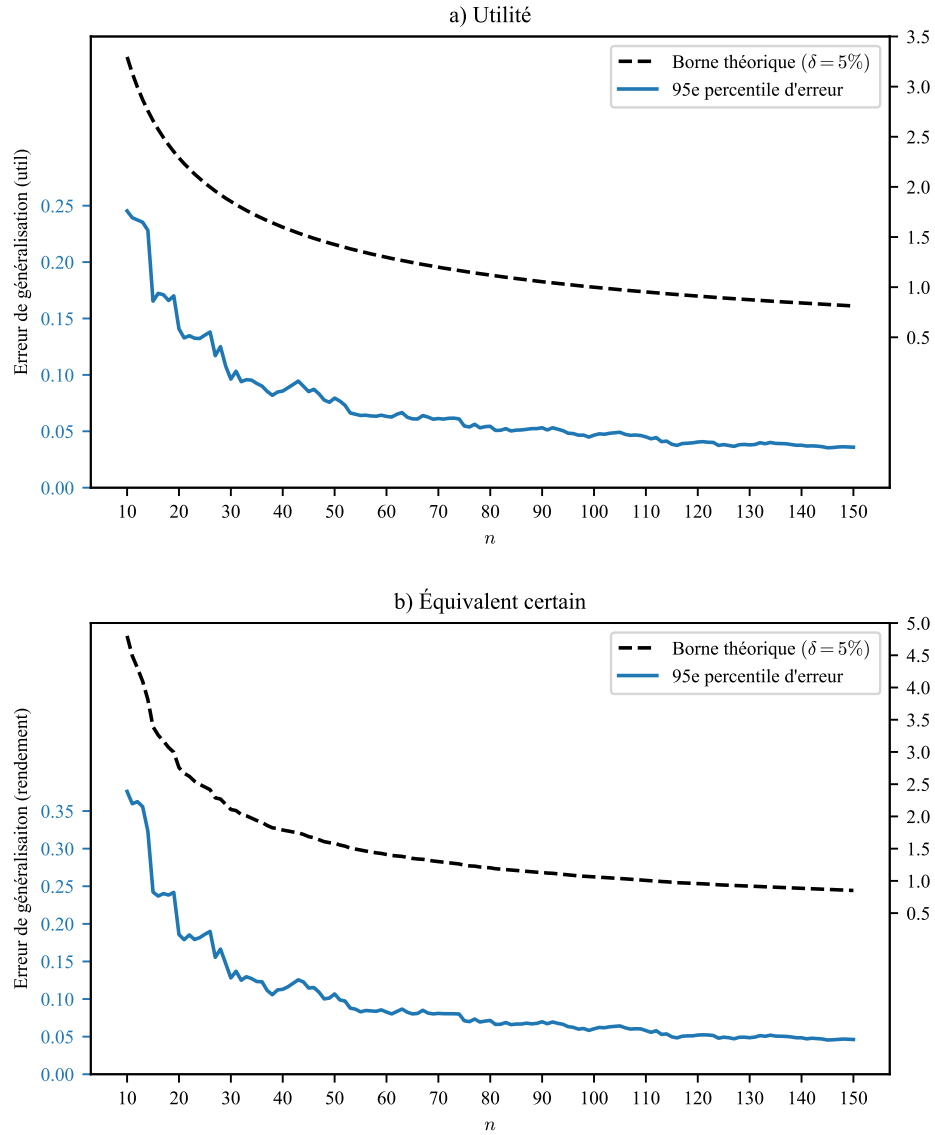 a) Utilité
Erreur de généralisation (util)
0.25
0.20
0.15
0.10
0.05
0.00
Borne théorique (δ = 5%)
95e percentile d'erreur
3.5
3.0
2.5
2.0
1.5
1.0
0.5
10 20 30 40 50 60 70 80 90 100 110 120 130 140 150
n
b) Équivalent certain
Erreur de généralisaiton (rendement)
0.35
0.30
0.25
0.20
0.15
0.10
0.05
0.00
Borne théorique (δ = 5%)
95e percentile d'erreur
5.0
4.5
4.0
3.5
3.0
2.5
2.0
1.5
1.0
0.5
10 20 30 40 50 60 70 80 90 100 110 120 130 140 150
n